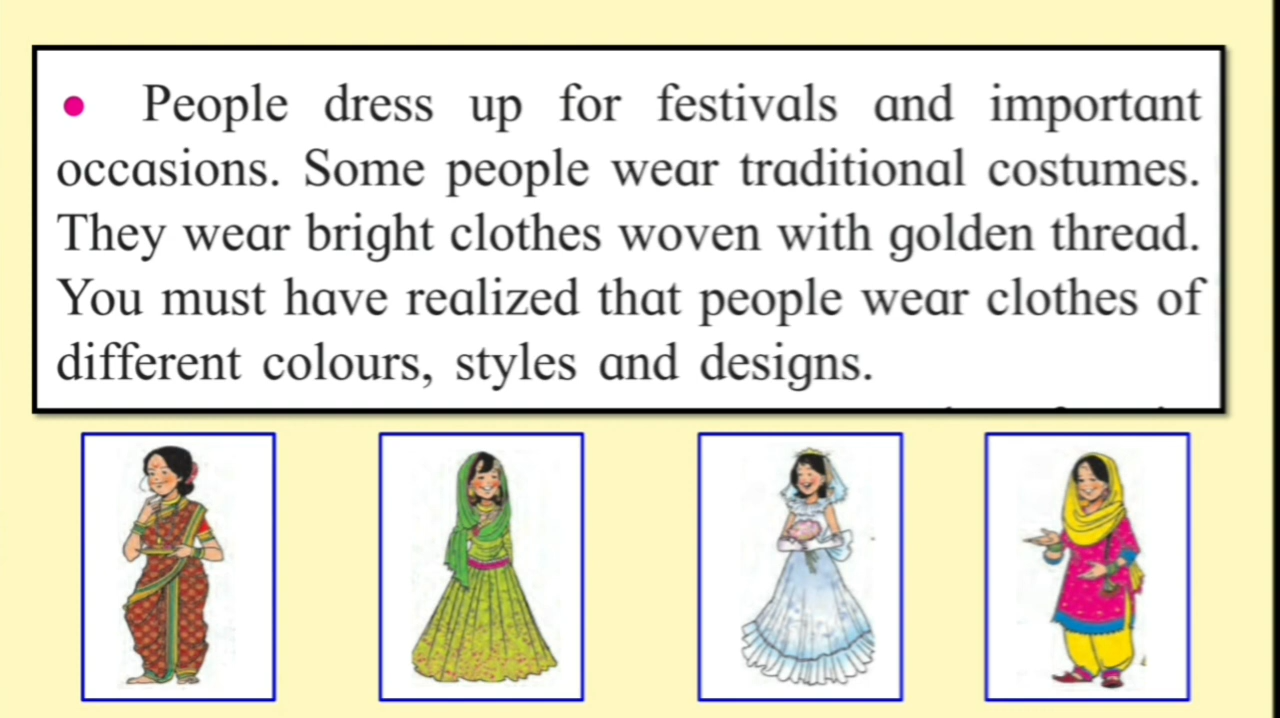 • People dress up for festivals and important
occasions. Some people wear traditional costumes.
They wear bright clothes woven with golden thread.
You must have realized that people wear clothes of
different colours, styles and designs.